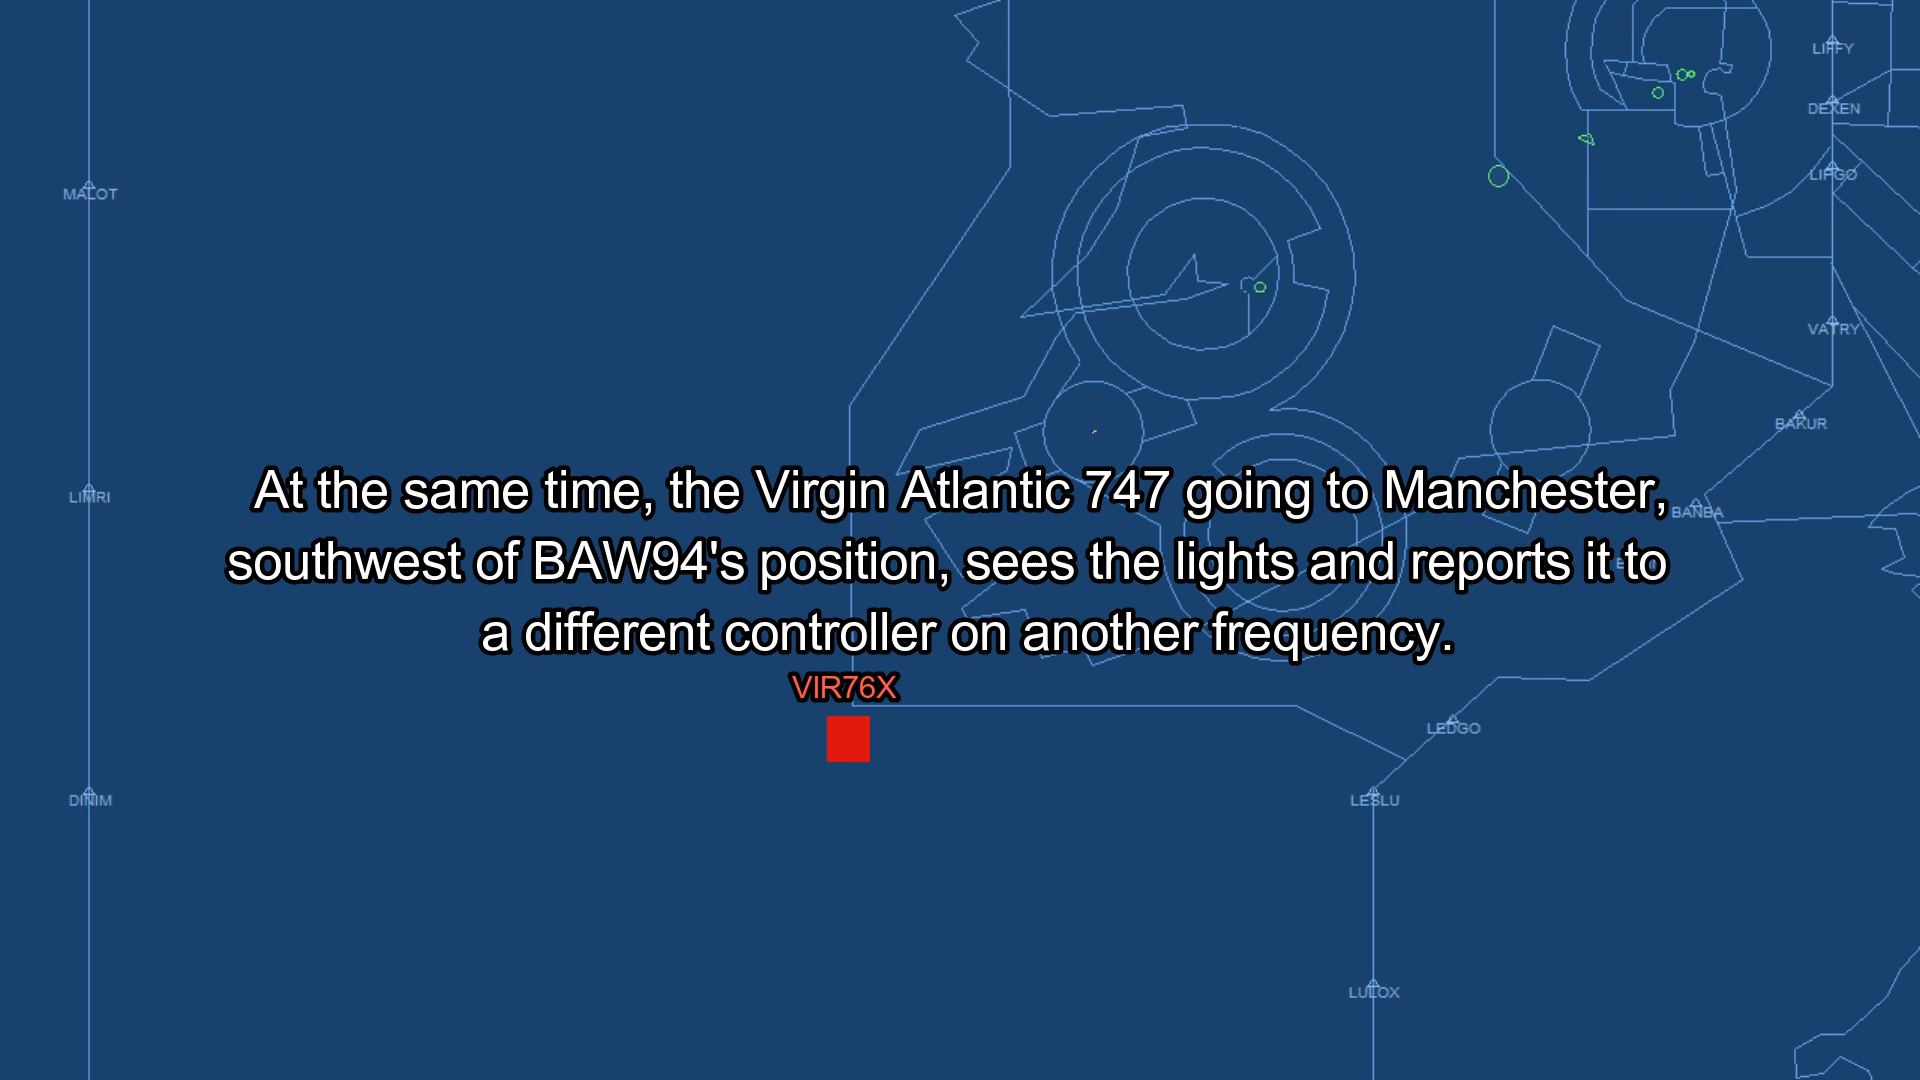 LIFFY
DEXEN
LIPGO
MALOT
VATRY
BAKUR
LIMRI
BANBA
At the same time, the Virgin Atlantic 747 going to Manchester,
southwest of BAW94's position, sees the lights and reports it to
a different controller on another frequency.
VIR76X
LEDGO
DINIM
LESLU
LULOX